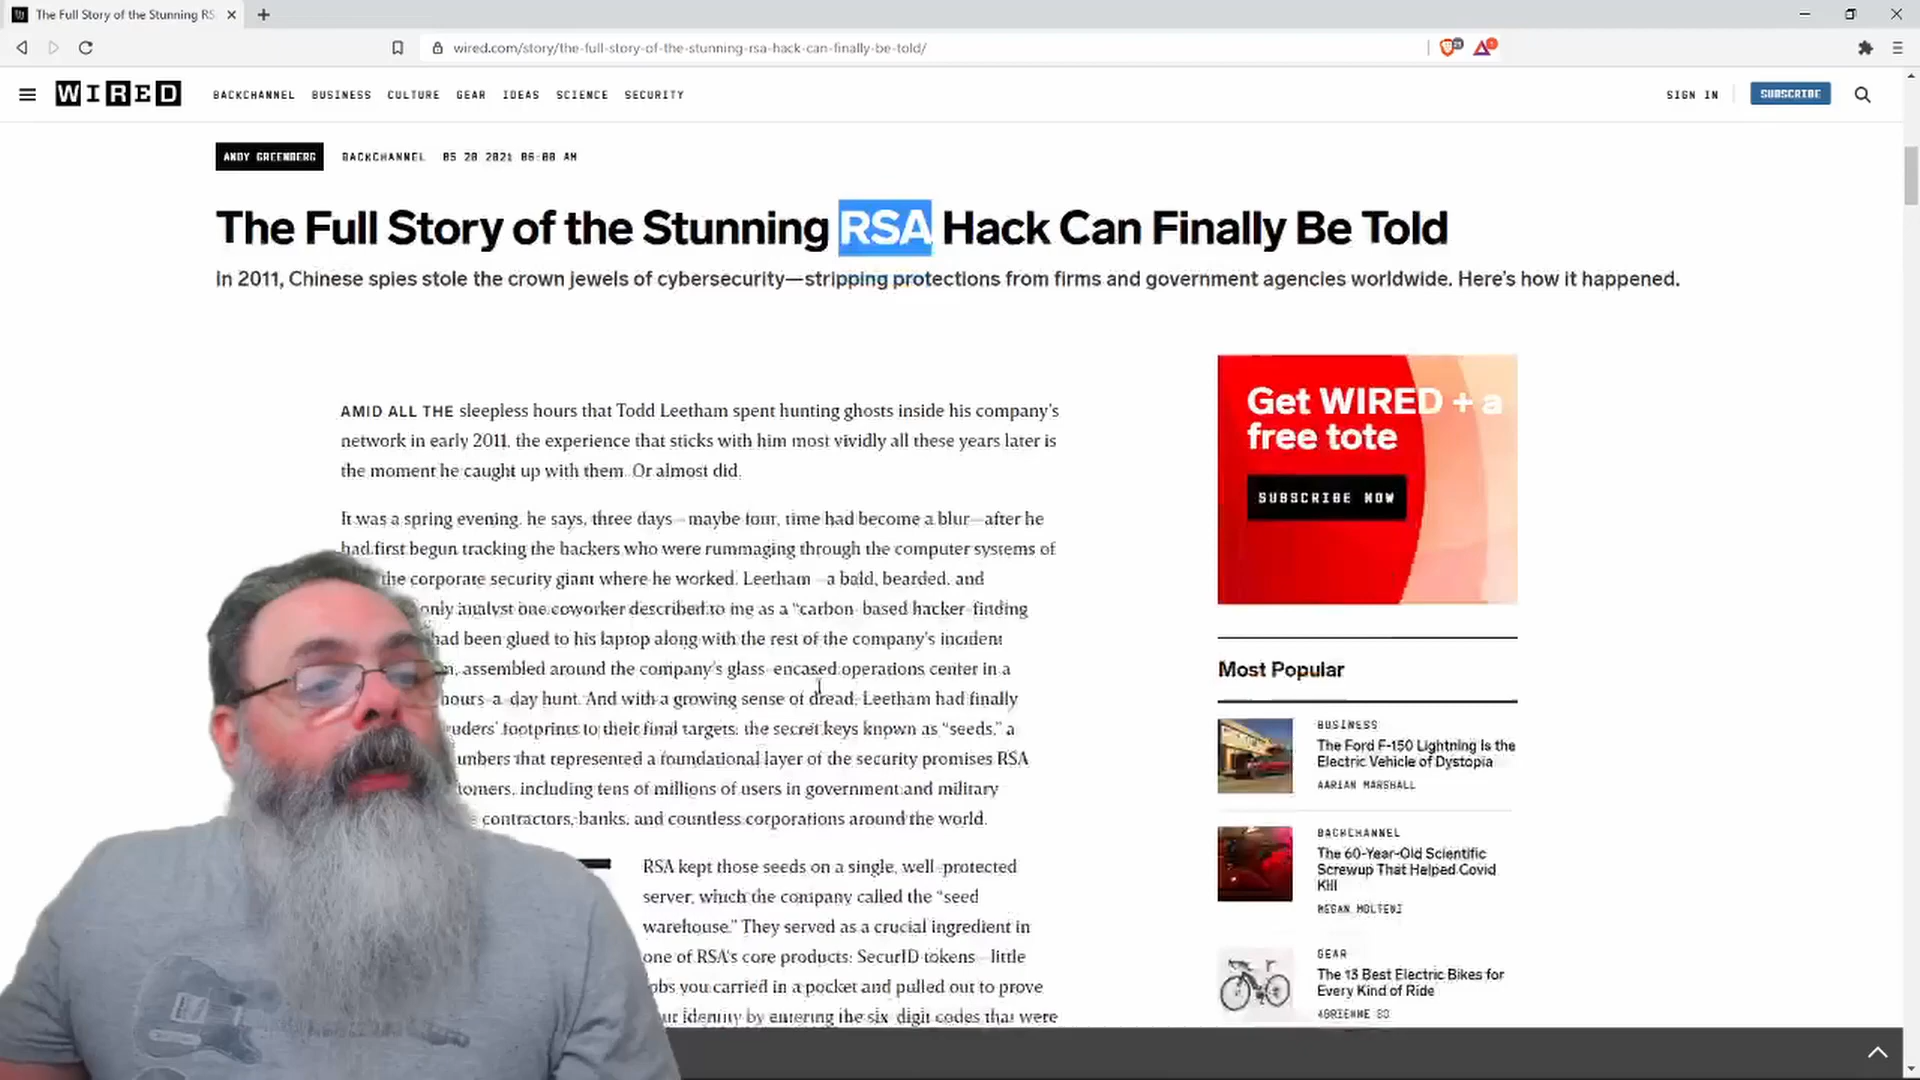 The Full Story of the Stunning RS
wired.com/story/the-full-story-of-the-stunning-rsa-hack-can-finally-be-told/
WIRED
BACKCHANNEL BUSINESS CULTURE GEAR IDEAS SCIENCE SECURITY
SIGN IN
SUBSCRIBE
ANDY GREENBERG
BACKCHANNEL
05 20 2021 06:00 AM
The Full Story of the Stunning RSA Hack Can Finally Be Told
In 2011, Chinese spies stole the crown jewels of cybersecurity—stripping protections from firms and government agencies worldwide. Here's how it happened.
AMID ALL THE sleepless hours that Todd Leetham spent hunting ghosts inside his company's
network in early 2011, the experience that sticks with him most vividly all these years later is
the moment he caught up with them. Or almost did.
It was a spring evening, he says, three days—maybe four, time had become a blur—after he
had first begun tracking the hackers who were rummaging through the computer systems of
the corporate security giant where he worked. Leetham—a bald, bearded, and
only analyst one coworker described to me as a "carbon-based hacker-finding
had been glued to his laptop along with the rest of the company's incident
assembled around the company's glass-encased operations center in a
hours-a-day hunt. And with a growing sense of dread, Leetham had finally
footprints to their final targets: the secret keys known as "seeds," a
that represented a foundational layer of the security promises RSA
including tens of millions of users in government and military
contractors, banks, and countless corporations around the world.
RSA kept those seeds on a single, well-protected
server, which the company called the "seed
warehouse." They served as a crucial ingredient in
one of RSA's core products: SecurID tokens—little
you carried in a pocket and pulled out to prove
identity by entering the six-digit codes that were
Get WIRED + a
free tote
SUBSCRIBE NOW
Most Popular
BUSINESS
The Ford F-150 Lightning Is the
Electric Vehicle of Dystopia
AARIAN MARSHALL
BACKCHANNEL
The 60-Year-Old Scientific
Screwup That Helped Covid
Kill
MEGAN MOLTENI
GEAR
The 13 Best Electric Bikes for
Every Kind of Ride
ADRIENNE SO